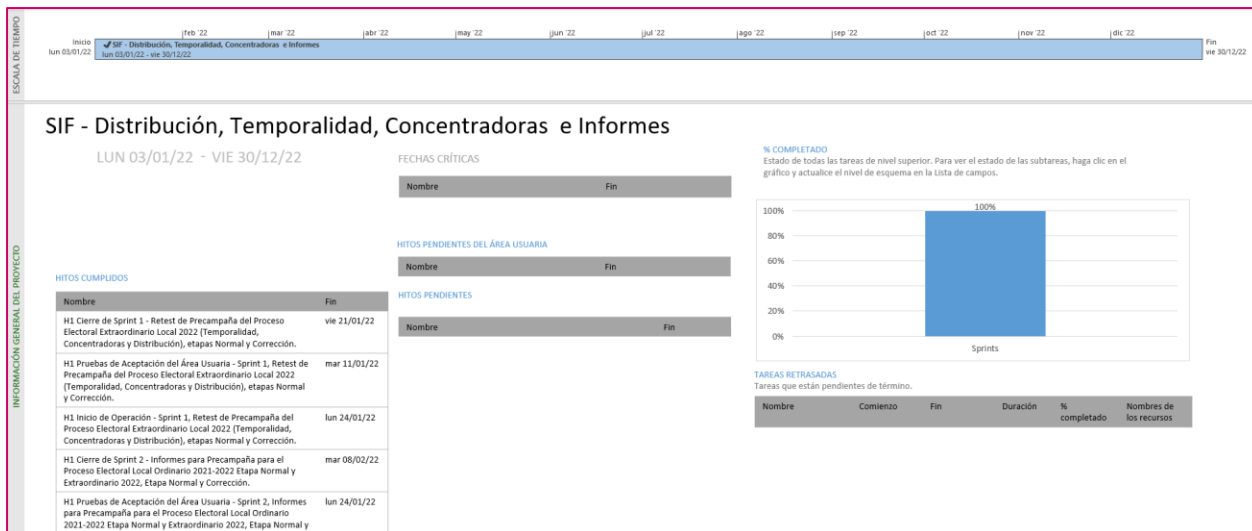 ESCALA DE TIEMPO
feb '22
mar '22
abr '22
may '22
jun '22
jul '22
ago '22
sep '22
oct '22
nov '22
dic '22
Inicio
lun 03/01/22
SIF - Distribución, Temporalidad, Concentradoras e Informes
lun 03/01/22 - vie 30/12/22
Fin
vie 30/12/22
INFORMACIÓN GENERAL DEL PROYECTO
SIF - Distribución, Temporalidad, Concentradoras e Informes
LUN 03/01/22 - VIE 30/12/22
HITOS CUMPLIDOS
Nombre Fin
H1 Cierre de Sprint 1 - Retest de Precampaña del Proceso vie 21/01/22
Electoral Extraordinario Local 2022 (Temporalidad,
Concentradoras y Distribución), etapas Normal y Corrección.
H1 Pruebas de Aceptación del Área Usuaria - Sprint 1, Retest de mar 11/01/22
Precampaña del Proceso Electoral Extraordinario Local 2022
(Temporalidad, Concentradoras y Distribución), etapas Normal
y Corrección.
H1 Inicio de Operación - Sprint 1, Retest de Precampaña del lun 24/01/22
Proceso Electoral Extraordinario Local 2022 (Temporalidad,
Concentradoras y Distribución), etapas Normal y Corrección.
H1 Cierre de Sprint 2 - Informes para Precampaña para el mar 08/02/22
Proceso Electoral Local Ordinario 2021-2022 Etapa Normal y
Extraordinario 2022, Etapa Normal y Corrección.
H1 Pruebas de Aceptación del Área Usuaria - Sprint 2, Informes lun 24/01/22
para Precampaña para el Proceso Electoral Local Ordinario
2021-2022 Etapa Normal y Extraordinario 2022, Etapa Normal y
FECHAS CRÍTICAS
Nombre Fin
HITOS PENDIENTES DEL ÁREA USUARIA
Nombre Fin
HITOS PENDIENTES
Nombre Fin
% COMPLETADO
Estado de todas las tareas de nivel superior. Para ver el estado de las subtareas, haga clic en el
gráfico y actualice el nivel de esquema en la Lista de campos.
100%
100%
80%
60%
40%
20%
0%
Sprints
TAREAS RETRASADAS
Tareas que están pendientes de término.
Nombre Comienzo Fin Duración % Nombres de
completado los recursos